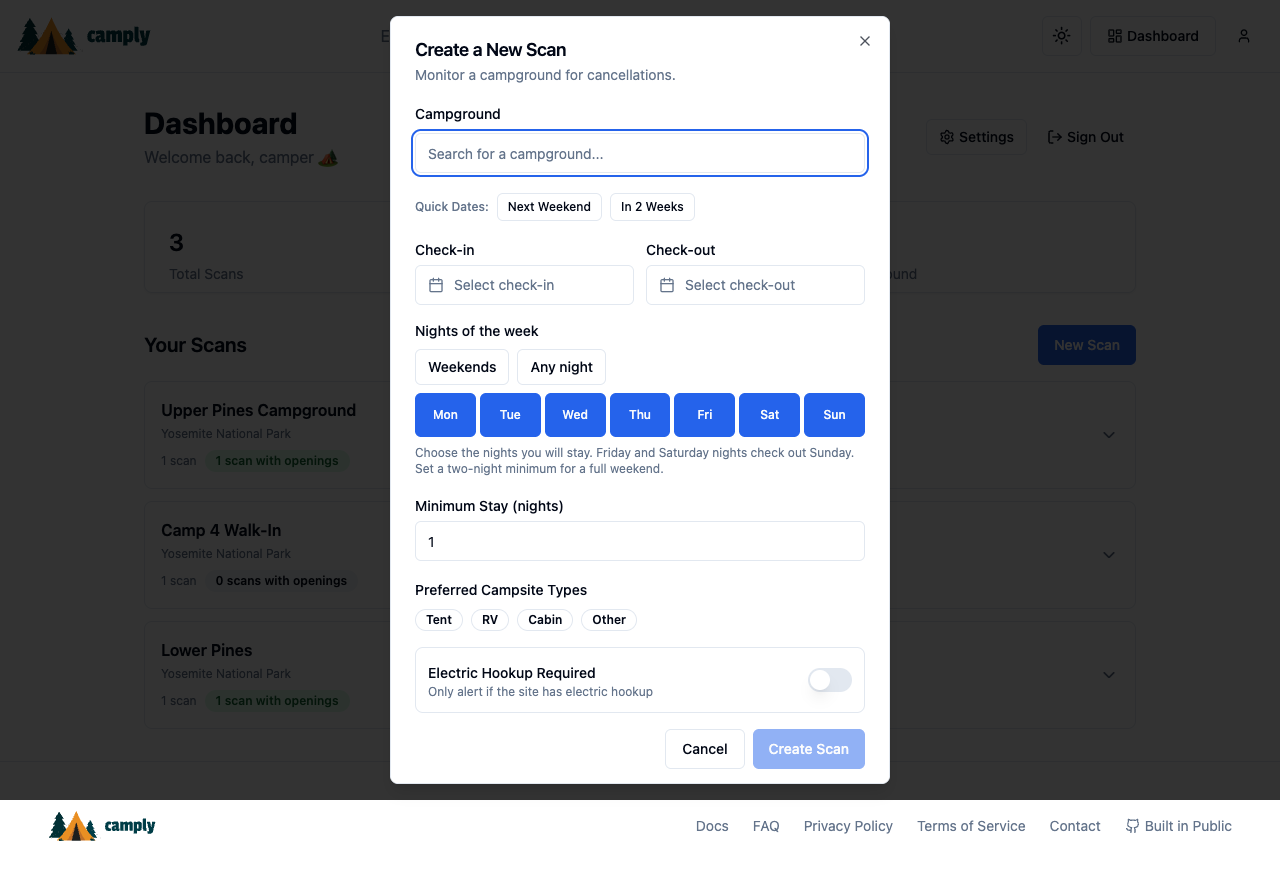 camply
E
Dashboard
Create a New Scan
Monitor a campground for cancellations.
Campground
Search for a campground...
Quick Dates:
Next Weekend
In 2 Weeks
Check-in
Check-out
Select check-in
Select check-out
Nights of the week
Weekends
Any night
Mon
Tue
Wed
Thu
Fri
Sat
Sun
Choose the nights you will stay. Friday and Saturday nights check out Sunday.
Set a two-night minimum for a full weekend.
Minimum Stay (nights)
1
Preferred Campsite Types
Tent
RV
Cabin
Other
Electric Hookup Required
Only alert if the site has electric hookup
Cancel
Create Scan
Dashboard
Welcome back, camper
Settings
Sign Out
3
Total Scans
Your Scans
New Scan
Upper Pines Campground
Yosemite National Park
1 scan
1 scan with openings
Camp 4 Walk-In
Yosemite National Park
1 scan
0 scans with openings
Lower Pines
Yosemite National Park
1 scan
1 scan with openings
camply
Docs
FAQ
Privacy Policy
Terms of Service
Contact
Built in Public